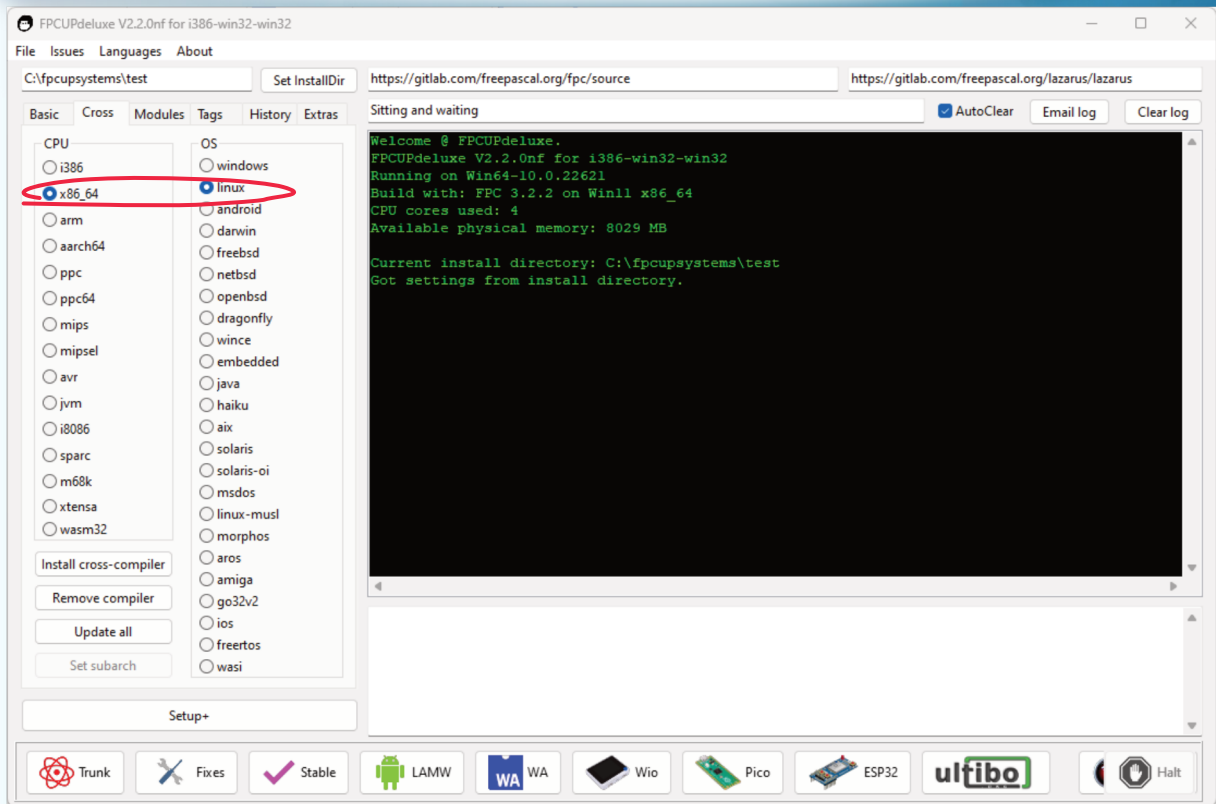 FPCUPdeluxe V2.2.0nf for i386-win32-win32
File Issues Languages About
C:\fpcupsystems\test Set InstallDir https://gitlab.com/freepascal.org/fpc/source https://gitlab.com/freepascal.org/lazarus/lazarus
Basic Cross Modules Tags History Extras
CPU
i386
x86_64
arm
aarch64
ppc
ppc64
mips
mipsel
avr
jvm
i8086
sparc
m68k
xtensa
wasm32
Install cross-compiler
Remove compiler
Update all
Set subarch
OS
windows
linux
android
darwin
freebsd
netbsd
openbsd
dragonfly
wince
embedded
java
haiku
aix
solaris
solaris-oi
msdos
linux-musl
morphos
aros
amiga
go32v2
ios
freertos
wasi
Setup+
Sitting and waiting AutoClear Email log Clear log
Welcome @ FPCUPdeluxe.
FPCUPdeluxe V2.2.0nf for i386-win32-win32
Running on Win64-10.0.22621
Build with: FPC 3.2.2 on Win11 x86_64
CPU cores used: 4
Available physical memory: 8029 MB
Current install directory: C:\fpcupsystems\test
Got settings from install directory.
Trunk Fixes Stable LAMW WA WA Wio Pico ESP32 ultibo Halt